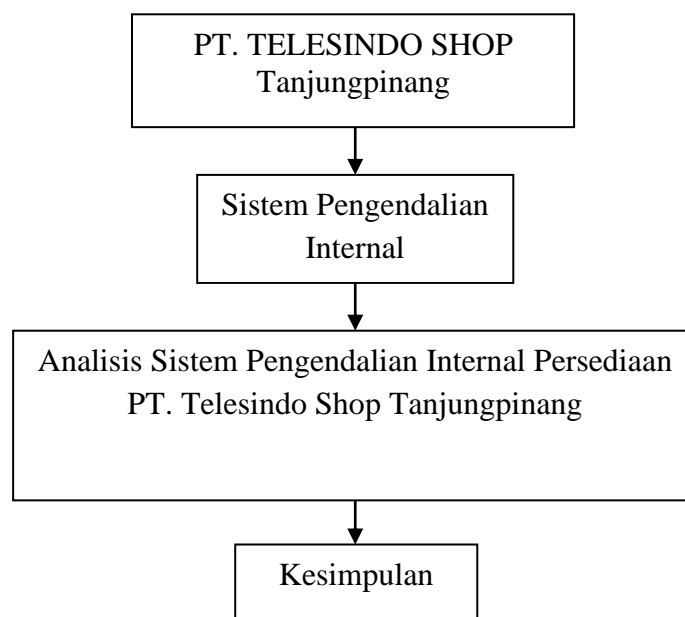 PT. TELESINDO SHOP
Tanjungpinang
Sistem Pengendalian
Internal
Analisis Sistem Pengendalian Internal Persediaan
PT. Telesindo Shop Tanjungpinang
Kesimpulan